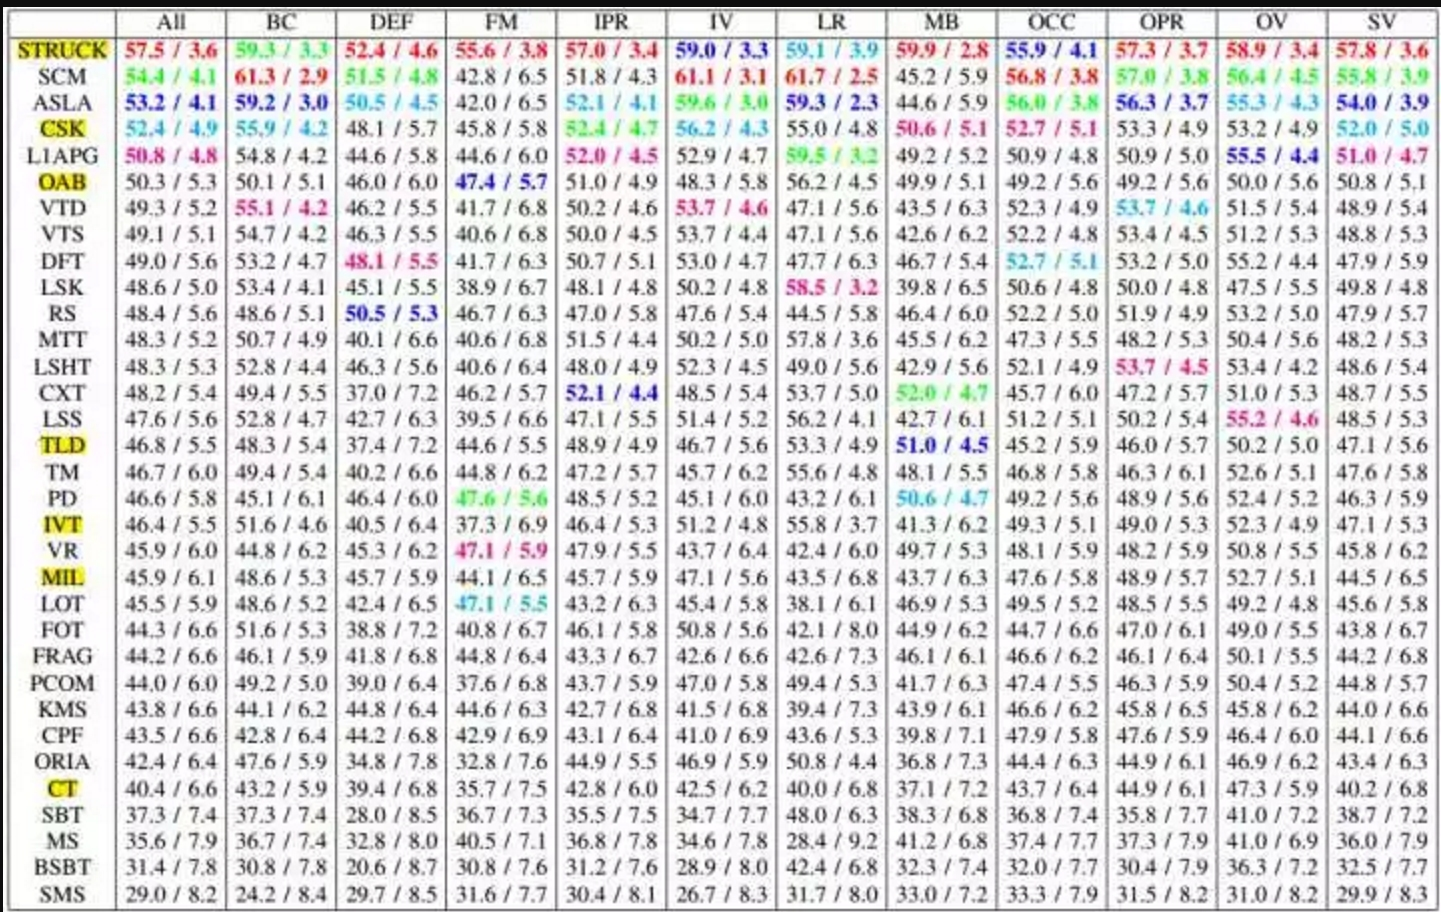 All BC DEF FM IPR IV LR MB OCC OPR OV SV
STRUCK 57.5 / 3.6 59.3 / 3.3 52.4 / 4.6 55.6 / 3.8 57.0 / 3.4 59.0 / 3.3 59.1 / 3.9 59.9 / 2.8 55.9 / 4.1 57.3 / 3.7 58.9 / 3.4 57.8 / 3.6
SCM 54.4 / 4.1 61.3 / 2.9 51.5 / 4.8 42.8 / 6.5 51.8 / 4.3 61.1 / 3.1 61.7 / 2.5 45.2 / 5.9 56.8 / 3.8 57.0 / 3.8 56.4 / 4.5 55.8 / 3.9
ASLA 53.2 / 4.1 59.2 / 3.0 50.5 / 4.5 42.0 / 6.5 52.1 / 4.1 59.6 / 3.0 59.3 / 2.3 44.6 / 5.9 56.0 / 3.8 56.3 / 3.7 55.3 / 4.3 54.0 / 3.9
CSK 52.4 / 4.9 55.9 / 4.2 48.1 / 5.7 45.8 / 5.8 52.4 / 4.7 56.2 / 4.3 55.0 / 4.8 50.6 / 5.1 52.7 / 5.1 53.3 / 4.9 53.2 / 4.9 52.0 / 5.0
L1APG 50.8 / 4.8 54.8 / 4.2 44.6 / 5.8 44.6 / 6.0 52.0 / 4.5 52.9 / 4.7 59.5 / 3.2 49.2 / 5.2 50.9 / 4.8 50.9 / 5.0 55.5 / 4.4 51.0 / 4.7
OAB 50.3 / 5.3 50.1 / 5.1 46.0 / 6.0 47.4 / 5.7 51.0 / 4.9 48.3 / 5.8 56.2 / 4.5 49.9 / 5.1 49.2 / 5.6 49.2 / 5.6 50.0 / 5.6 50.8 / 5.1
VTD 49.3 / 5.2 55.1 / 4.2 46.2 / 5.5 41.7 / 6.8 50.2 / 4.6 53.7 / 4.6 47.1 / 5.6 43.5 / 6.3 52.3 / 4.9 53.7 / 4.6 51.5 / 5.4 48.9 / 5.4
VTS 49.1 / 5.1 54.7 / 4.2 46.3 / 5.5 40.6 / 6.8 50.0 / 4.5 53.7 / 4.4 47.1 / 5.6 42.6 / 6.2 52.2 / 4.8 53.4 / 4.5 51.2 / 5.3 48.8 / 5.3
DFT 49.0 / 5.6 53.2 / 4.7 48.1 / 5.5 41.7 / 6.3 50.7 / 5.1 53.0 / 4.7 47.7 / 6.3 46.7 / 5.4 52.7 / 5.1 53.2 / 5.0 55.2 / 4.4 47.9 / 5.9
LSK 48.6 / 5.0 53.4 / 4.1 45.1 / 5.5 38.9 / 6.7 48.1 / 4.8 50.2 / 4.8 58.5 / 3.2 39.8 / 6.5 50.6 / 4.8 50.0 / 4.8 47.5 / 5.5 49.8 / 4.8
RS 48.4 / 5.6 48.6 / 5.1 50.5 / 5.3 46.7 / 6.3 47.0 / 5.8 47.6 / 5.4 44.5 / 5.8 46.4 / 6.0 52.2 / 5.0 51.9 / 4.9 53.2 / 5.0 47.9 / 5.7
MTT 48.3 / 5.2 50.7 / 4.9 40.1 / 6.6 40.6 / 6.8 51.5 / 4.4 50.2 / 5.0 57.8 / 3.6 45.5 / 6.2 47.3 / 5.5 48.2 / 5.3 50.4 / 5.6 48.2 / 5.3
LSHT 48.3 / 5.3 52.8 / 4.4 46.3 / 5.6 40.6 / 6.4 48.0 / 4.9 52.3 / 4.5 49.0 / 5.6 42.9 / 5.6 52.1 / 4.9 53.7 / 4.5 53.4 / 4.2 48.6 / 5.4
CXT 48.2 / 5.4 49.4 / 5.5 37.0 / 7.2 46.2 / 5.7 52.1 / 4.4 48.5 / 5.4 53.7 / 5.0 52.0 / 4.7 45.7 / 6.0 47.2 / 5.7 51.0 / 5.3 48.7 / 5.5
LSS 47.6 / 5.6 52.8 / 4.7 42.7 / 6.3 39.5 / 6.6 47.1 / 5.5 51.4 / 5.2 56.2 / 4.1 42.7 / 6.1 51.2 / 5.1 50.2 / 5.4 55.2 / 4.6 48.5 / 5.3
TLD 46.8 / 5.5 48.3 / 5.4 37.4 / 7.2 44.6 / 5.5 48.9 / 4.9 46.7 / 5.6 53.3 / 4.9 51.0 / 4.5 45.2 / 5.9 46.0 / 5.7 50.2 / 5.0 47.1 / 5.6
TM 46.7 / 6.0 49.4 / 5.4 40.2 / 6.6 44.8 / 6.2 47.2 / 5.7 45.7 / 6.2 55.6 / 4.8 48.1 / 5.5 46.8 / 5.8 46.3 / 6.1 52.6 / 5.1 47.6 / 5.8
PD 46.6 / 5.8 45.1 / 6.1 46.4 / 6.0 47.6 / 5.6 48.5 / 5.2 45.1 / 6.0 43.2 / 6.1 50.6 / 4.7 49.2 / 5.6 48.9 / 5.6 52.4 / 5.2 46.3 / 5.9
IVT 46.4 / 5.5 51.6 / 4.6 40.5 / 6.4 37.3 / 6.9 46.4 / 5.3 51.2 / 4.8 55.8 / 3.7 41.3 / 6.2 49.3 / 5.1 49.0 / 5.3 52.3 / 4.9 47.1 / 5.3
VR 45.9 / 6.0 44.8 / 6.2 45.3 / 6.2 47.1 / 5.9 47.9 / 5.5 43.7 / 6.4 42.4 / 6.0 49.7 / 5.3 48.1 / 5.9 48.2 / 5.9 50.8 / 5.5 45.8 / 6.2
MIL 45.9 / 6.1 48.6 / 5.3 45.7 / 5.9 44.1 / 6.5 45.7 / 5.9 47.1 / 5.6 43.5 / 6.8 43.7 / 6.3 47.6 / 5.8 48.9 / 5.7 52.7 / 5.1 44.5 / 6.5
LOT 45.5 / 5.9 48.6 / 5.2 42.4 / 6.5 47.1 / 5.5 43.2 / 6.3 45.4 / 5.8 38.1 / 6.1 46.9 / 5.3 49.5 / 5.2 48.5 / 5.5 49.2 / 4.8 45.6 / 5.8
FOT 44.3 / 6.6 51.6 / 5.3 38.8 / 7.2 40.8 / 6.7 46.1 / 5.8 50.8 / 5.6 42.1 / 8.0 44.9 / 6.2 44.7 / 6.6 47.0 / 6.1 49.0 / 5.5 43.8 / 6.7
FRAG 44.2 / 6.6 46.1 / 5.9 41.8 / 6.8 44.8 / 6.4 43.3 / 6.7 42.6 / 6.6 42.6 / 7.3 46.1 / 6.1 46.6 / 6.2 46.1 / 6.4 50.1 / 5.5 44.2 / 6.8
PCOM 44.0 / 6.0 49.2 / 5.0 39.0 / 6.4 37.6 / 6.8 43.7 / 5.9 47.0 / 5.8 49.4 / 5.3 41.7 / 6.3 47.4 / 5.5 46.3 / 5.9 50.4 / 5.2 44.8 / 5.7
KMS 43.8 / 6.6 44.1 / 6.2 44.8 / 6.4 44.6 / 6.3 42.7 / 6.8 41.5 / 6.8 39.4 / 7.3 43.9 / 6.1 46.6 / 6.2 45.8 / 6.5 45.8 / 6.2 44.0 / 6.6
CPF 43.5 / 6.6 42.8 / 6.4 44.2 / 6.8 42.9 / 6.9 43.1 / 6.4 41.0 / 6.9 43.6 / 5.3 39.8 / 7.1 47.9 / 5.8 47.6 / 5.9 46.4 / 6.0 44.1 / 6.6
ORIA 42.4 / 6.4 47.6 / 5.9 34.8 / 7.8 32.8 / 7.6 44.9 / 5.5 46.9 / 5.9 50.8 / 4.4 36.8 / 7.3 44.4 / 6.3 44.9 / 6.1 46.9 / 6.2 43.4 / 6.3
CT 40.4 / 6.6 43.2 / 5.9 39.4 / 6.8 35.7 / 7.5 42.8 / 6.0 42.5 / 6.2 40.0 / 6.8 37.1 / 7.2 43.7 / 6.4 44.9 / 6.1 47.3 / 5.9 40.2 / 6.8
SBT 37.3 / 7.4 37.3 / 7.4 28.0 / 8.5 36.7 / 7.3 35.5 / 7.5 34.7 / 7.7 48.0 / 6.3 38.3 / 6.8 36.8 / 7.4 35.8 / 7.7 41.0 / 7.2 38.7 / 7.2
MS 35.6 / 7.9 36.7 / 7.4 32.8 / 8.0 40.5 / 7.1 36.8 / 7.8 34.6 / 7.8 28.4 / 9.2 41.2 / 6.8 37.4 / 7.7 37.3 / 7.9 41.0 / 6.9 36.0 / 7.9
BSBT 31.4 / 7.8 30.8 / 7.8 20.6 / 8.7 30.8 / 7.6 31.2 / 7.6 28.9 / 8.0 42.4 / 6.8 32.3 / 7.4 32.0 / 7.7 30.4 / 7.9 36.3 / 7.2 32.5 / 7.7
SMS 29.0 / 8.2 24.2 / 8.4 29.7 / 8.5 31.6 / 7.7 30.4 / 8.1 26.7 / 8.3 31.7 / 8.0 33.0 / 7.2 33.3 / 7.9 31.5 / 8.2 31.0 / 8.2 29.9 / 8.3